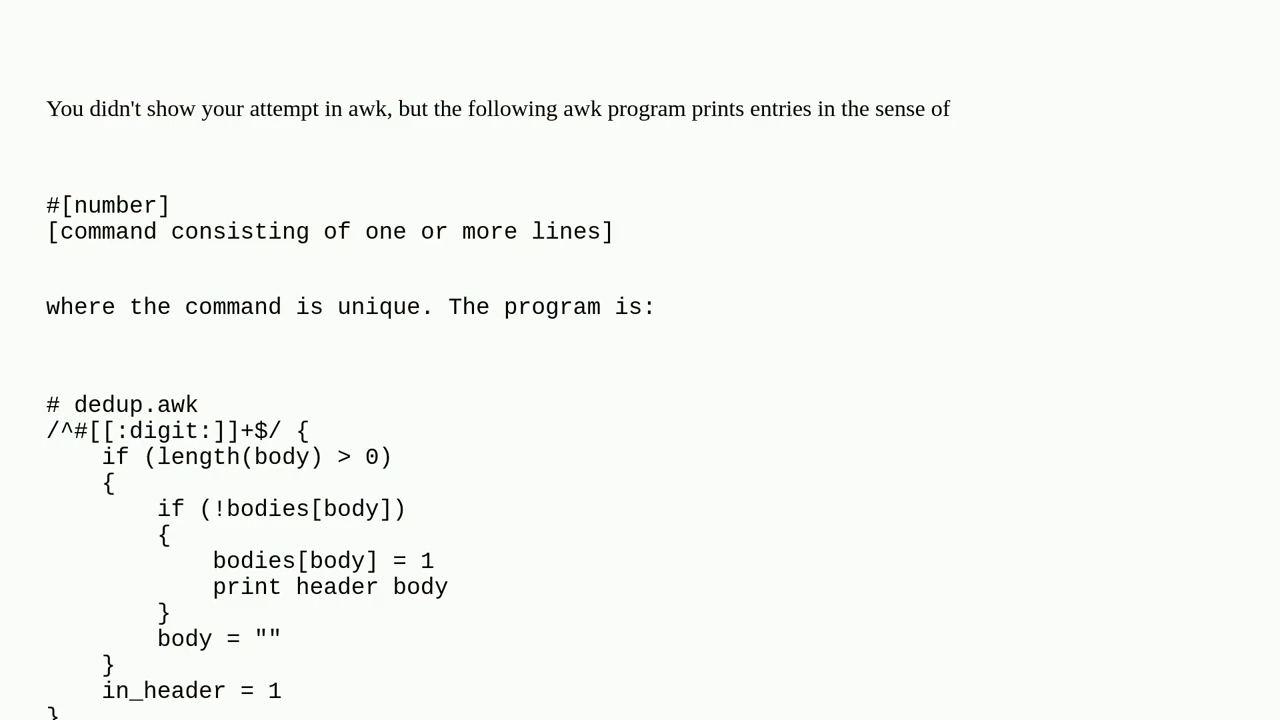 You didn't show your attempt in awk, but the following awk program prints entries in the sense of
#[number]
[command consisting of one or more lines]
where the command is unique. The program is:
# dedup.awk
/^#[[:digit:]]+$/ {
    if (length(body) > 0)
    {
        if (!bodies[body])
        {
            bodies[body] = 1
            print header body
        }
        body = ""
    }
    in_header = 1
}